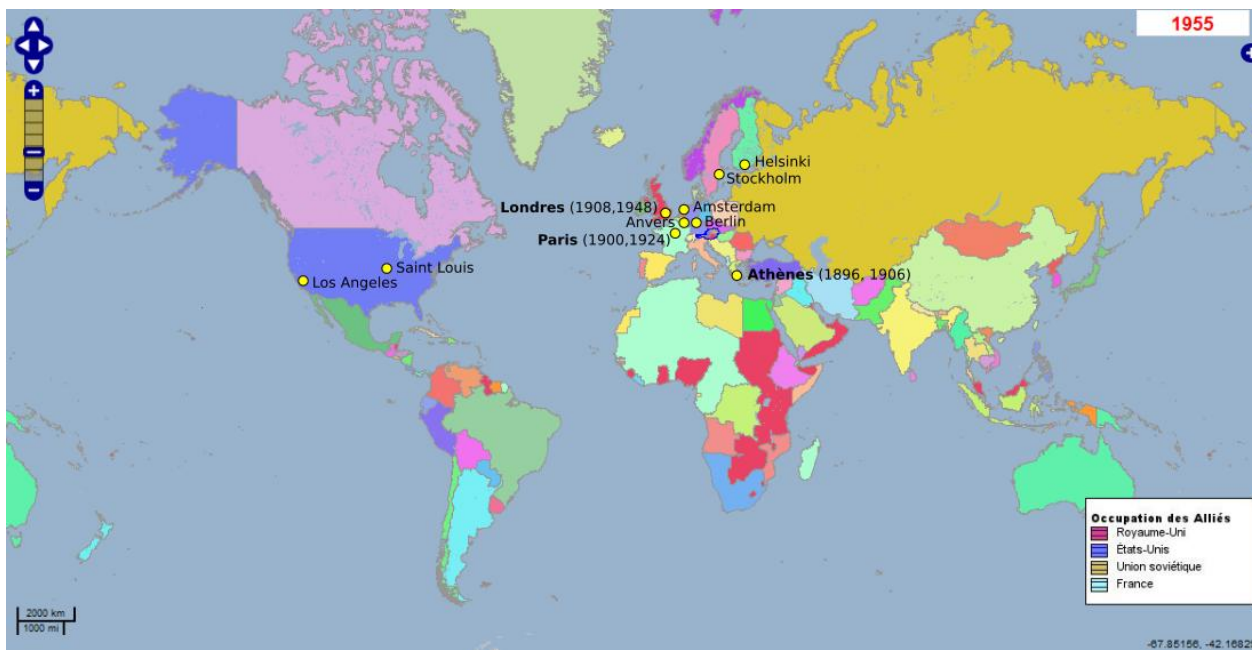 1955
Helsinki
Stockholm
Londres (1908,1948)
Amsterdam
Anvers
Berlin
Paris (1900,1924)
Saint Louis
Athènes (1896, 1906)
Los Angeles
Occupation des Alliés
Royaume-Uni
États-Unis
Union soviétique
France
2000 km
1000 mi
-67.85156, -42.16829